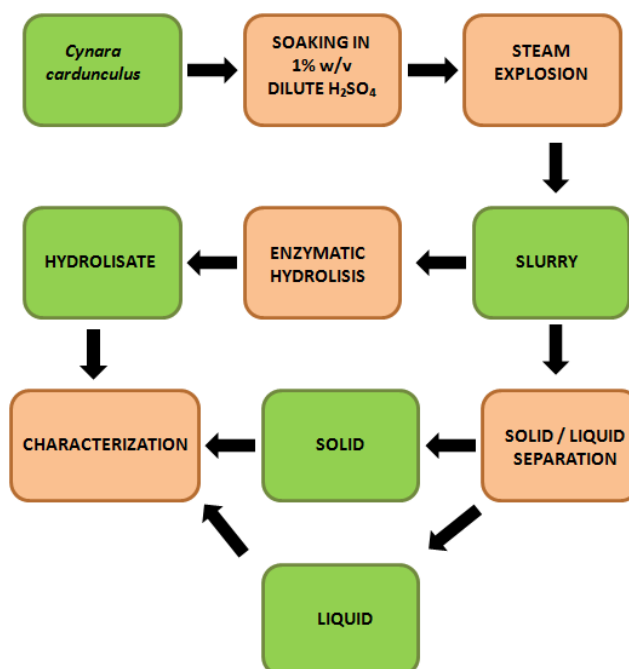 Cynara
cardunculus
SOAKING IN
1% w/v
DILUTE H₂SO₄
STEAM
EXPLOSION
HYDROLISATE
ENZYMATIC
HYDROLISIS
SLURRY
CHARACTERIZATION
SOLID
SOLID / LIQUID
SEPARATION
LIQUID